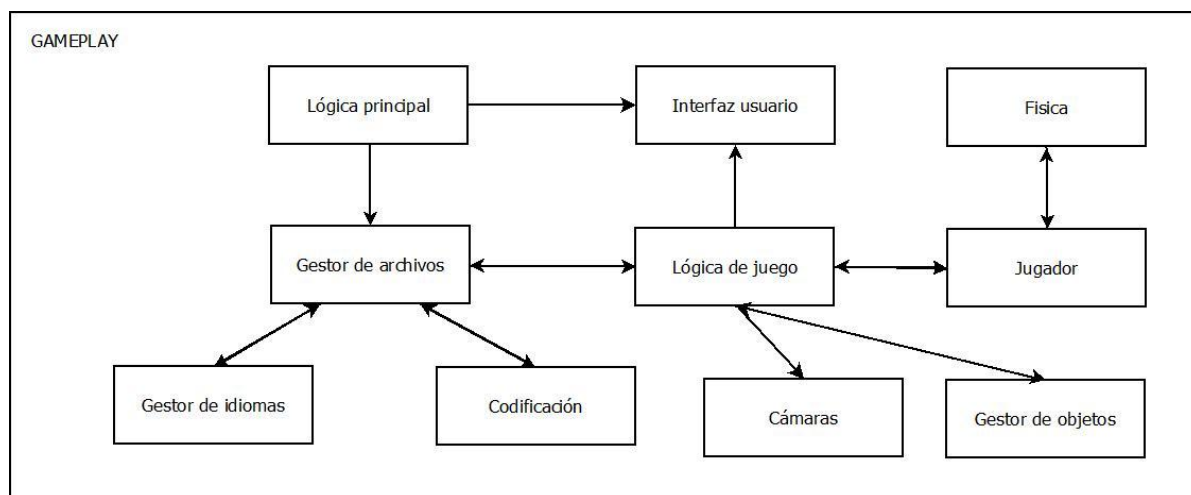 GAMEPLAY
Lógica principal
Interfaz usuario
Fisica
Gestor de archivos
Lógica de juego
Jugador
Gestor de idiomas
Codificación
Cámaras
Gestor de objetos